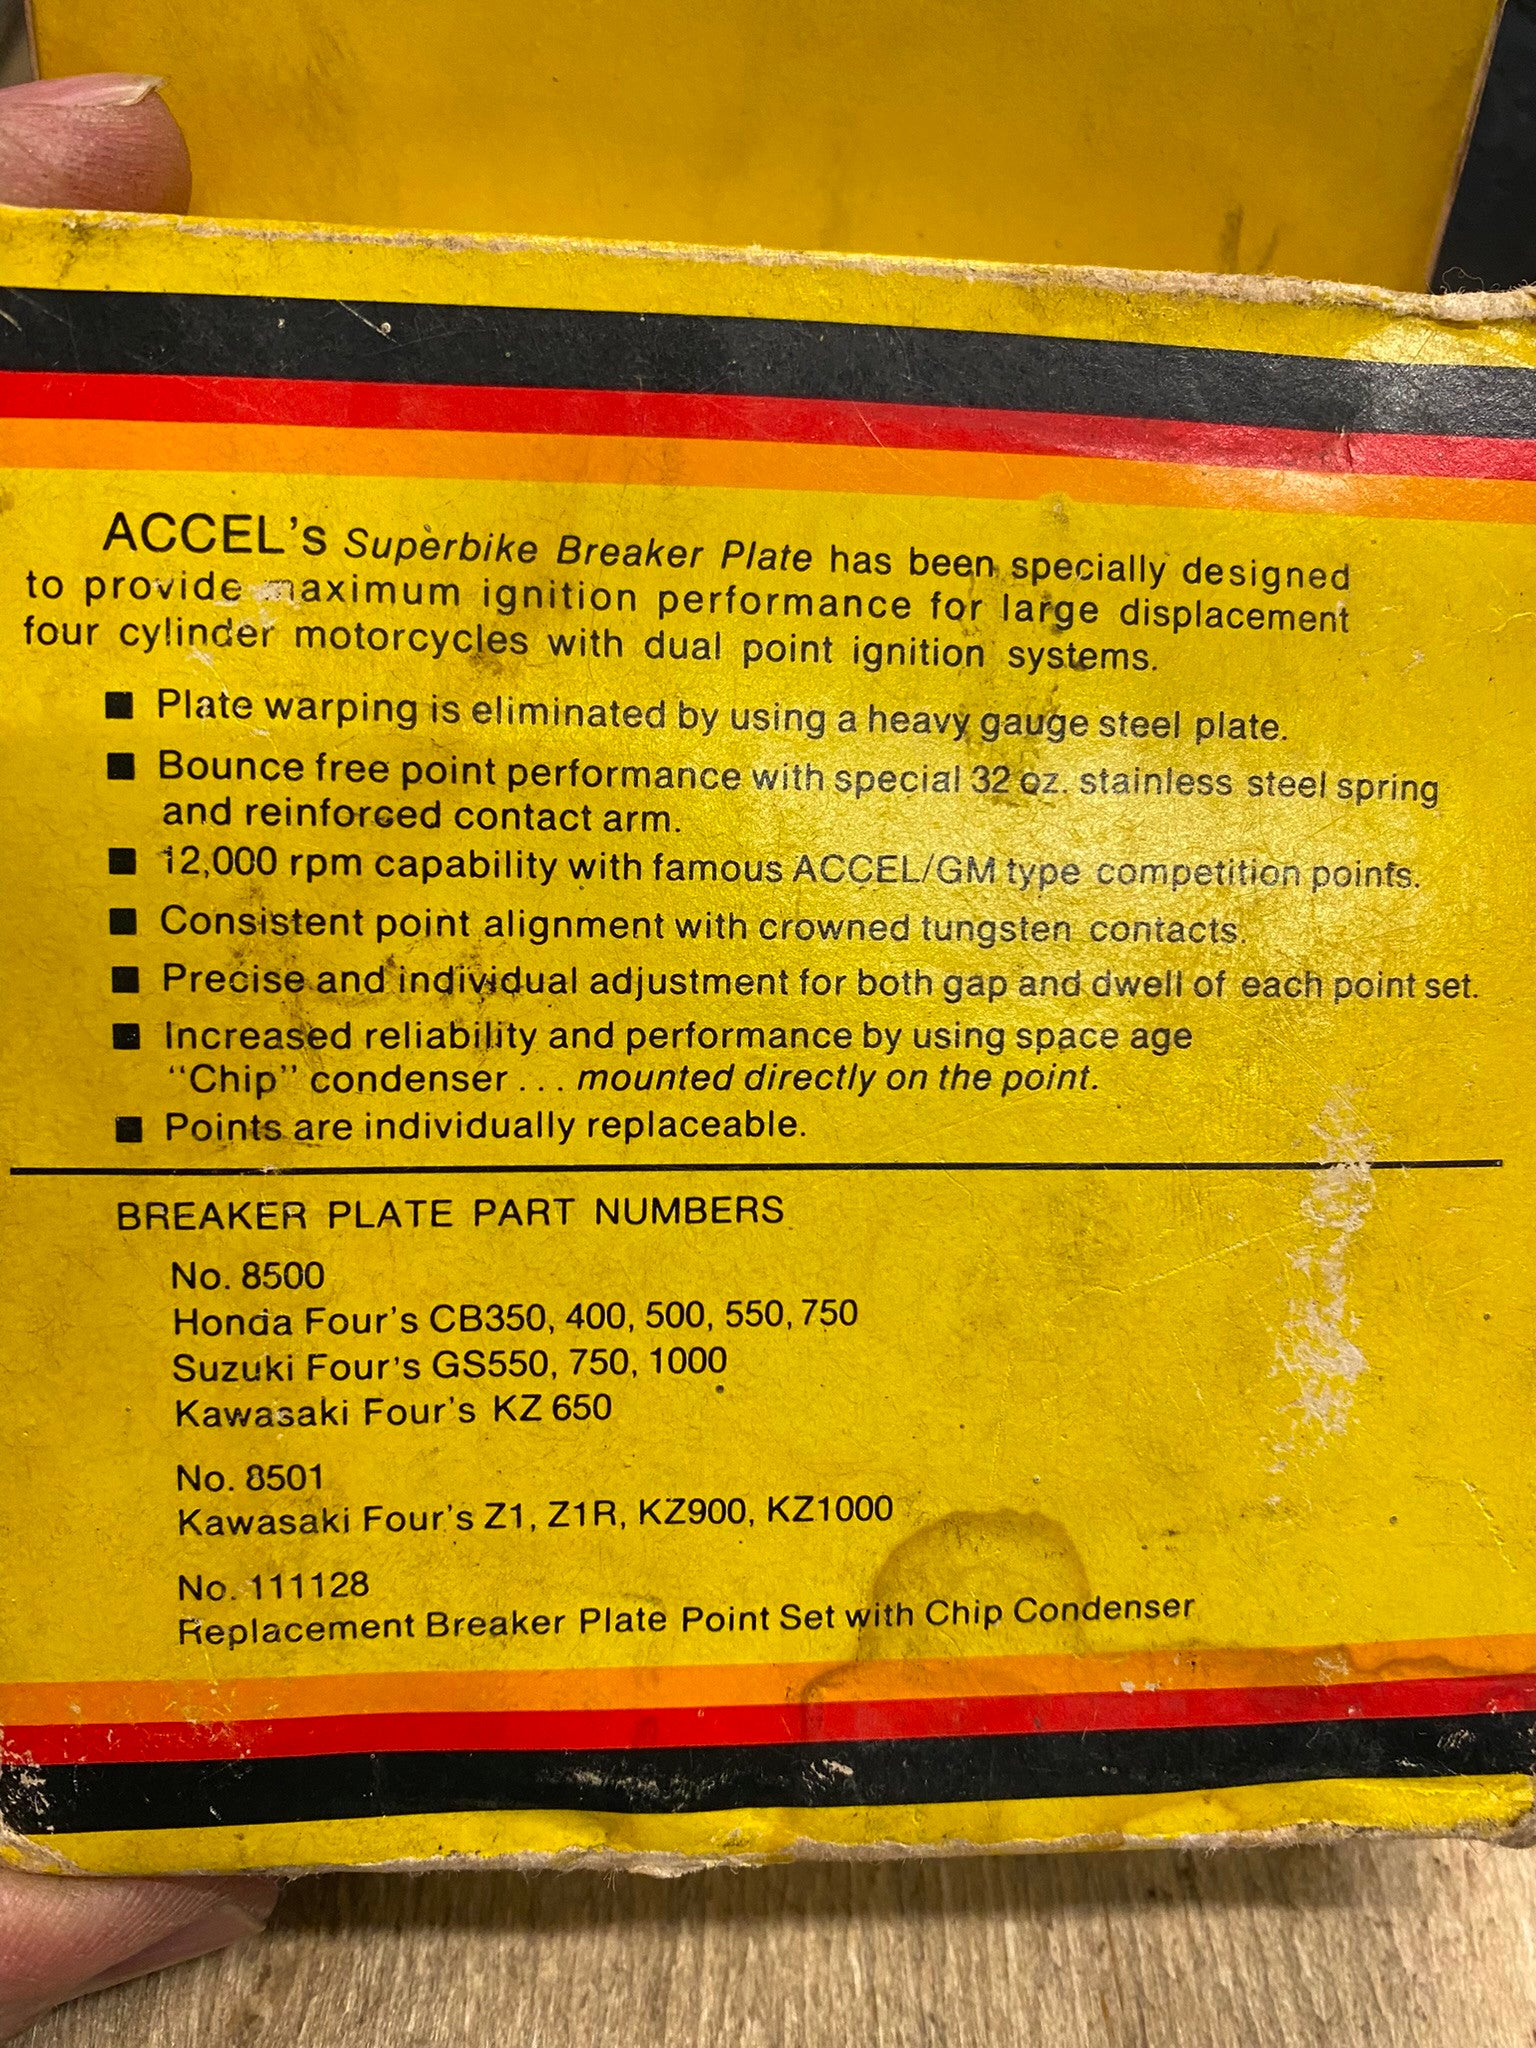 ACCEL's Superbike Breaker Plate has been specially designed
to provide maximum ignition performance for large displacement
four cylinder motorcycles with dual point ignition systems.
■ Plate warping is eliminated by using a heavy gauge steel plate.
■ Bounce free point performance with special 32 oz. stainless steel spring
and reinforced contact arm.
■ 12,000 rpm capability with famous ACCEL/GM type competition points.
■ Consistent point alignment with crowned tungsten contacts.
■ Precise and individual adjustment for both gap and dwell of each point set.
■ Increased reliability and performance by using space age
"Chip" condenser... mounted directly on the point.
■ Points are individually replaceable.
BREAKER PLATE PART NUMBERS
No. 8500
Honda Four's CB350, 400, 500, 550, 750
Suzuki Four's GS550, 750, 1000
Kawasaki Four's KZ 650
No. 8501
Kawasaki Four's Z1, Z1R, KZ900, KZ1000
No. 111128
Replacement Breaker Plate Point Set with Chip Condenser